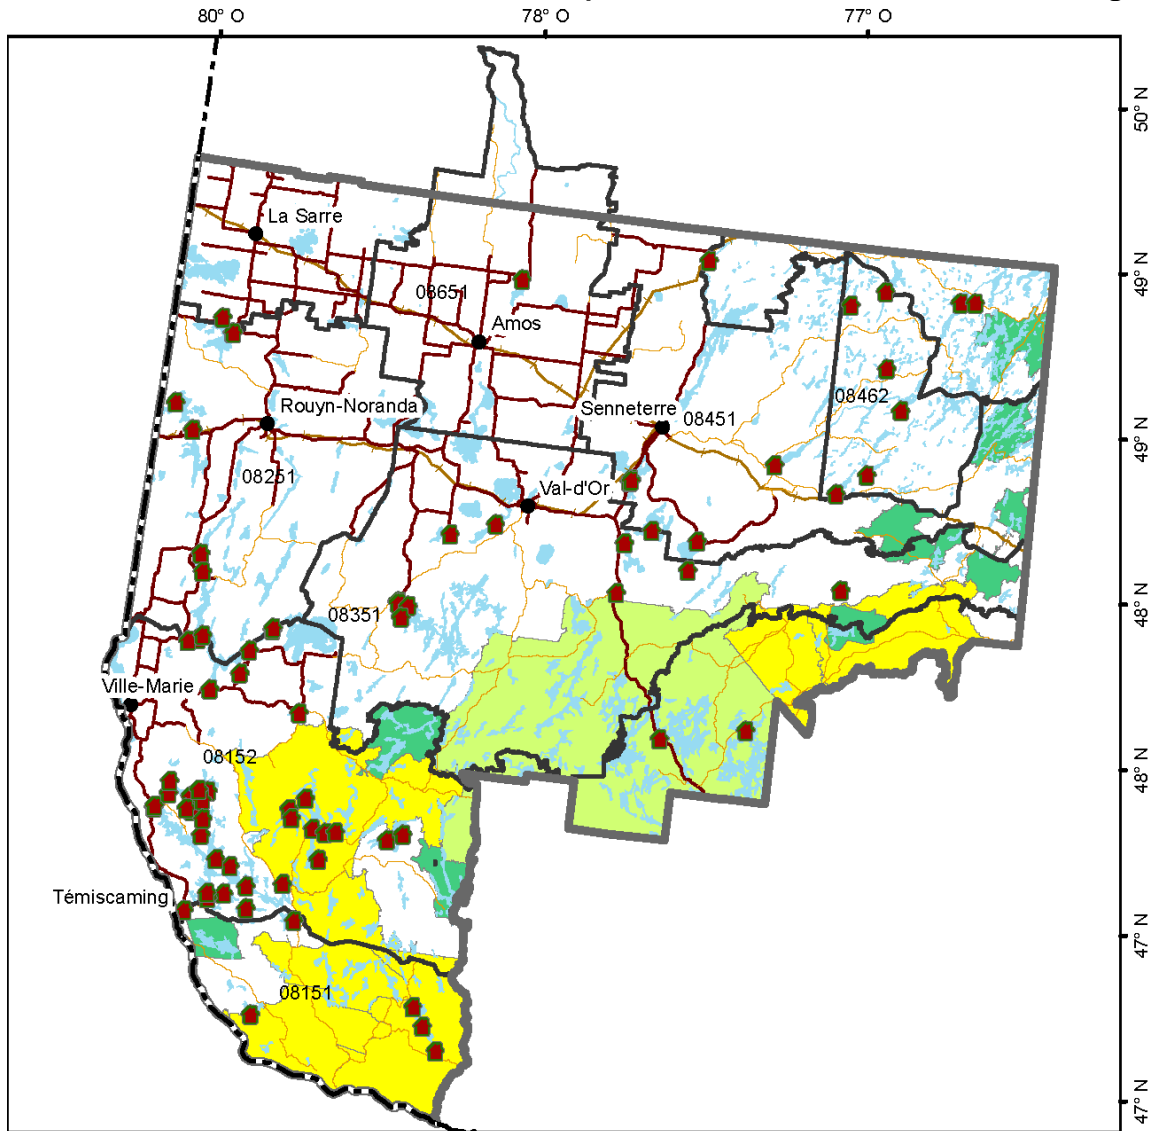 80° O
78° O
77° O
50° N
La Sarre
49° N
08651
Amos
08462
Rouyn-Noranda
Senneterre
08451
49° N
08251
Val-d'Or
48° N
08351
Ville-Marie
08152
48° N
Témiscaming
47° N
08151
47° N